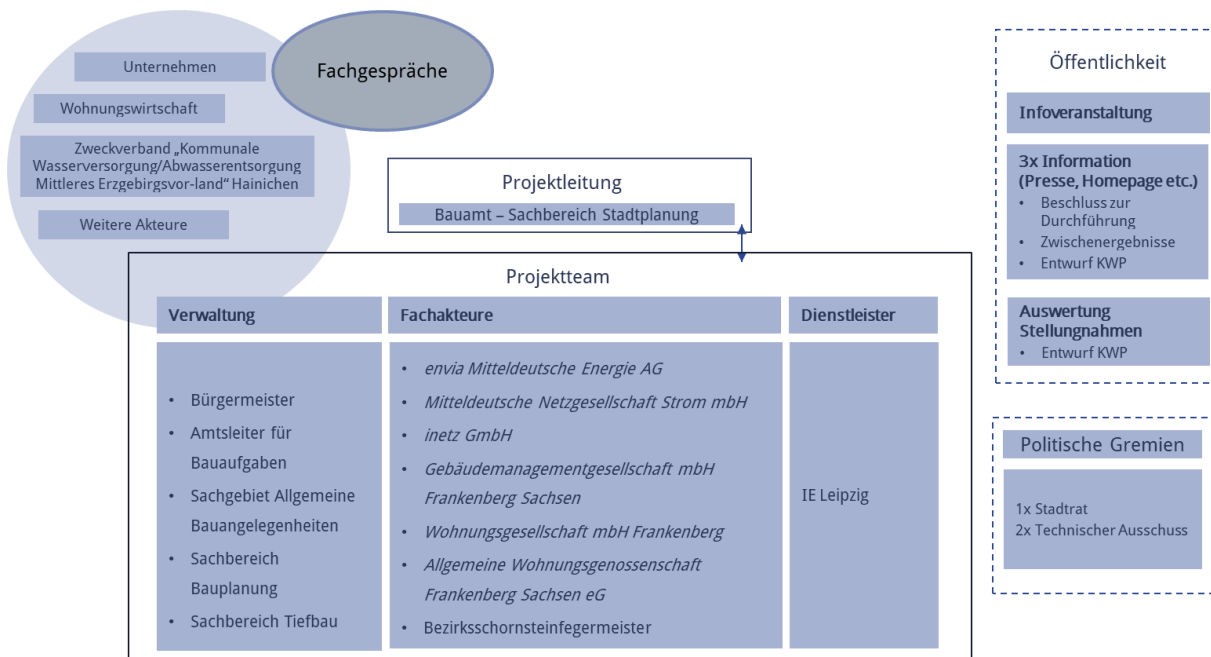 Unternehmen
Wohnungswirtschaft
Zweckverband „Kommunale
Wasserversorgung/Abwasserentsorgung
Mittleres Erzgebirgsvor-land“ Hainichen
Weitere Akteure
Fachgespräche
Projektleitung
Bauamt – Sachbereich Stadtplanung
Projektteam
Verwaltung
• Bürgermeister
• Amtsleiter für
Bauaufgaben
• Sachgebiet Allgemeine
Bauangelegenheiten
• Sachbereich
Bauplanung
• Sachbereich Tiefbau
Fachakteure
• envia Mitteldeutsche Energie AG
• Mitteldeutsche Netzgesellschaft Strom mbH
• inetz GmbH
• Gebäudemanagementgesellschaft mbH
Frankenberg Sachsen
• Wohnungsgesellschaft mbH Frankenberg
• Allgemeine Wohnungsgenossenschaft
Frankenberg Sachsen eG
• Bezirksschornsteinfegermeister
Dienstleister
IE Leipzig
Öffentlichkeit
Infoveranstaltung
3x Information
(Presse, Homepage etc.)
• Beschluss zur
Durchführung
• Zwischenergebnisse
• Entwurf KWP
Auswertung
Stellungnahmen
• Entwurf KWP
Politische Gremien
1x Stadtrat
2x Technischer Ausschuss